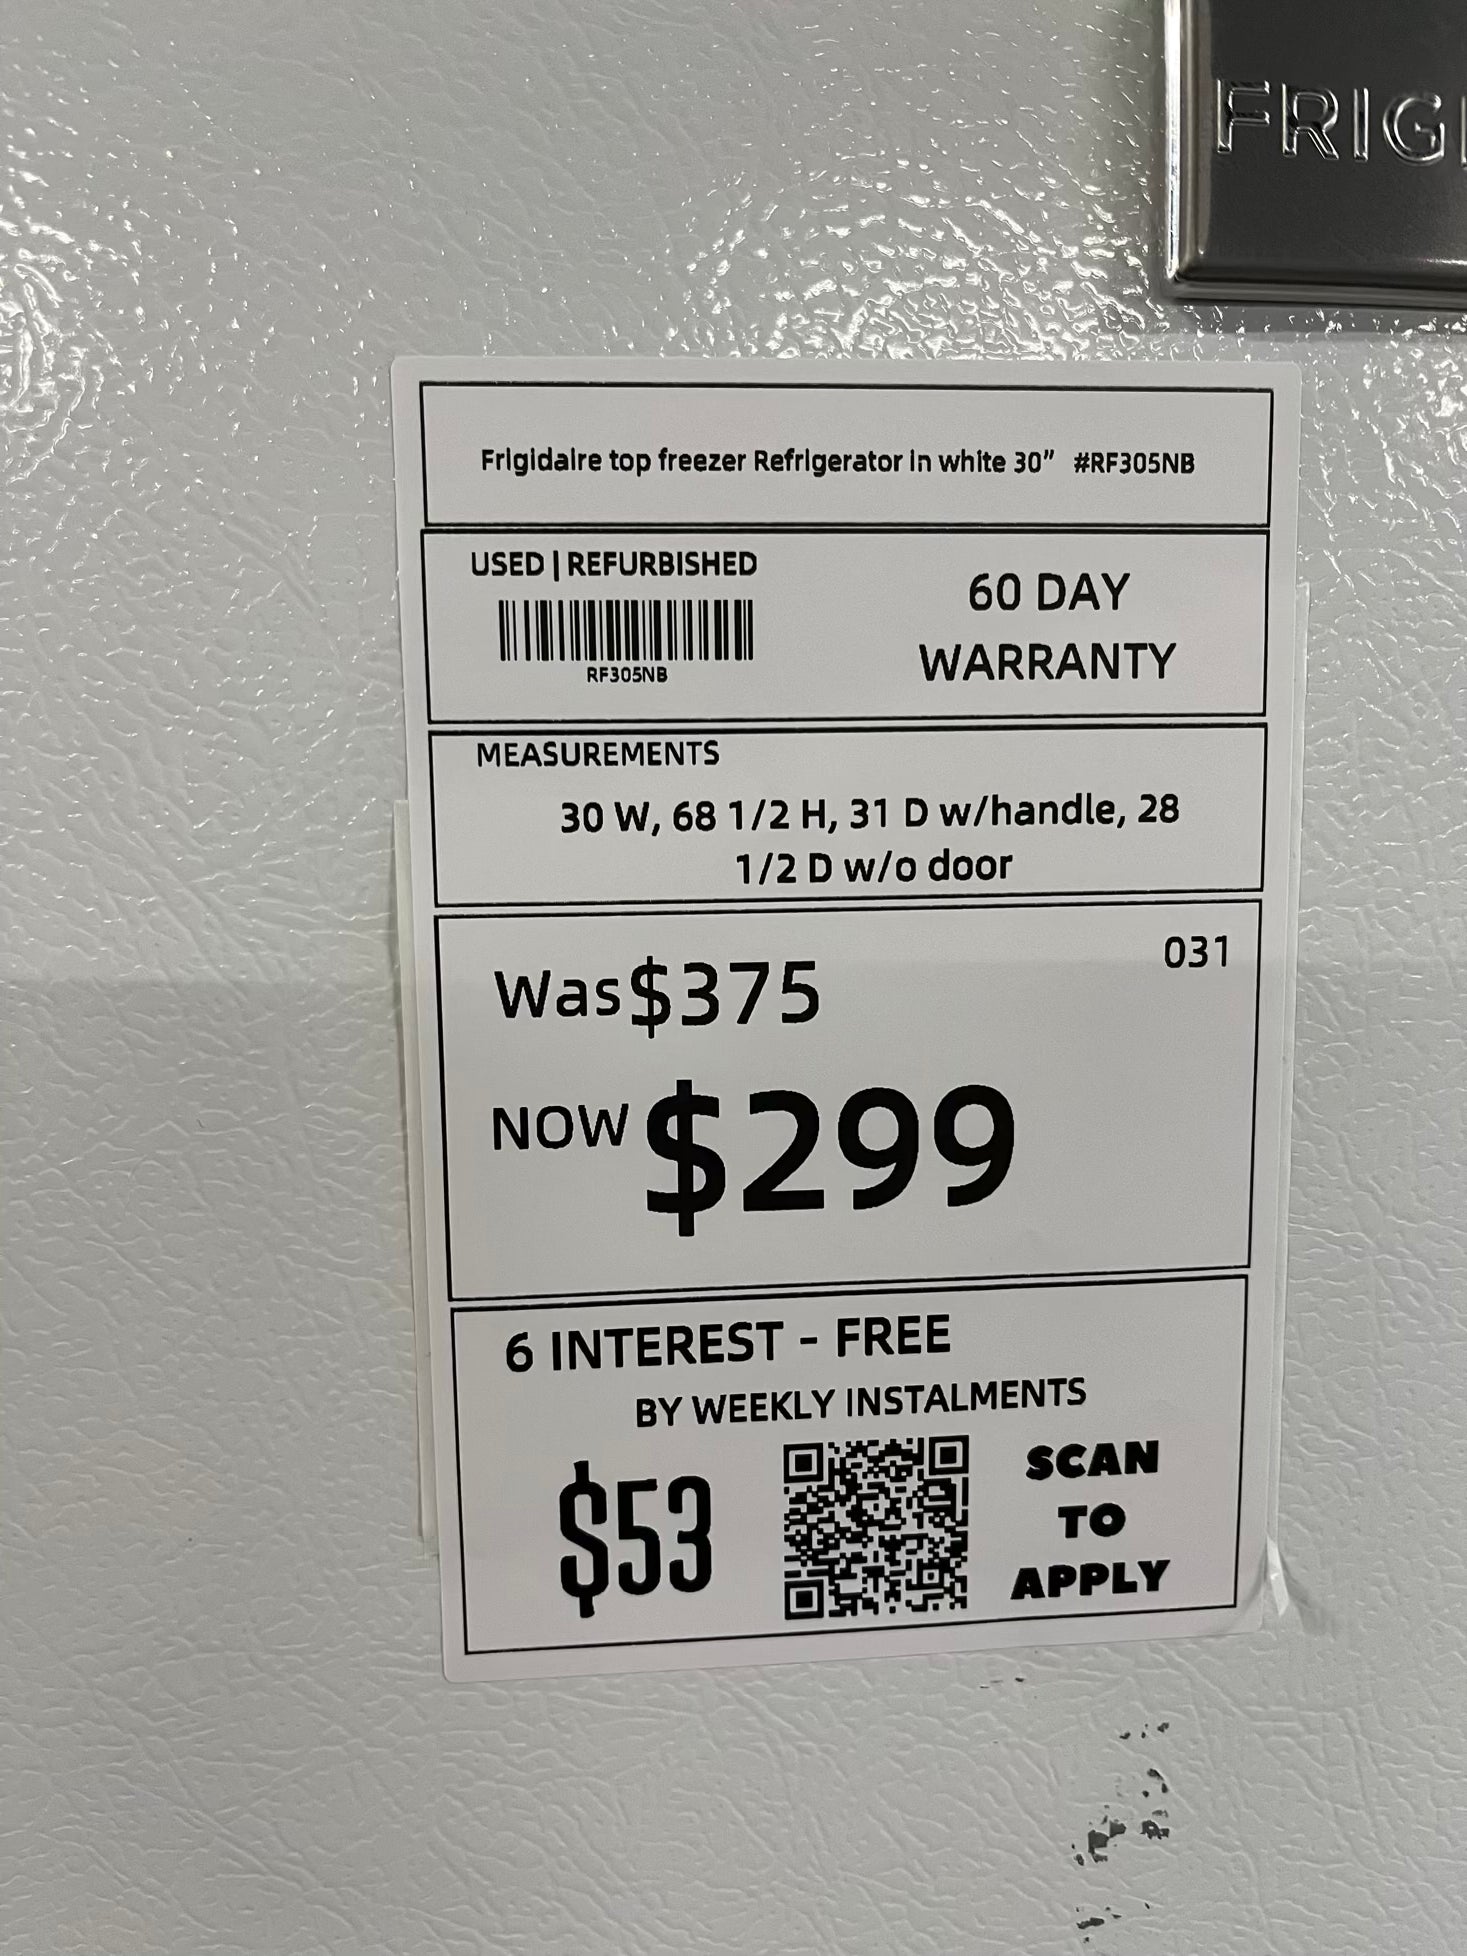 FRIG
Frigidaire top freezer Refrigerator in white 30” #RF305NB
USED | REFURBISHED
RF305NB
60 DAY
WARRANTY
MEASUREMENTS
30 W, 68 1/2 H, 31 D w/handle, 28
1/2 D w/o door
031
Was $375
NOW $299
6 INTEREST - FREE
BY WEEKLY INSTALMENTS
$53
SCAN
TO
APPLY